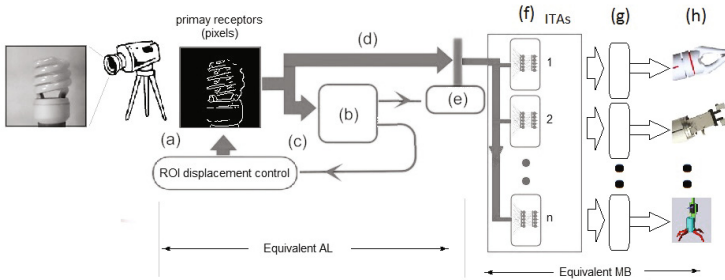 primay receptors
(pixels)
(a)
(b)
(c)
(d)
(e)
ROI displacement control
Equivalent AL
(f) ITAs
(g)
(h)
1
2
n
Equivalent MB